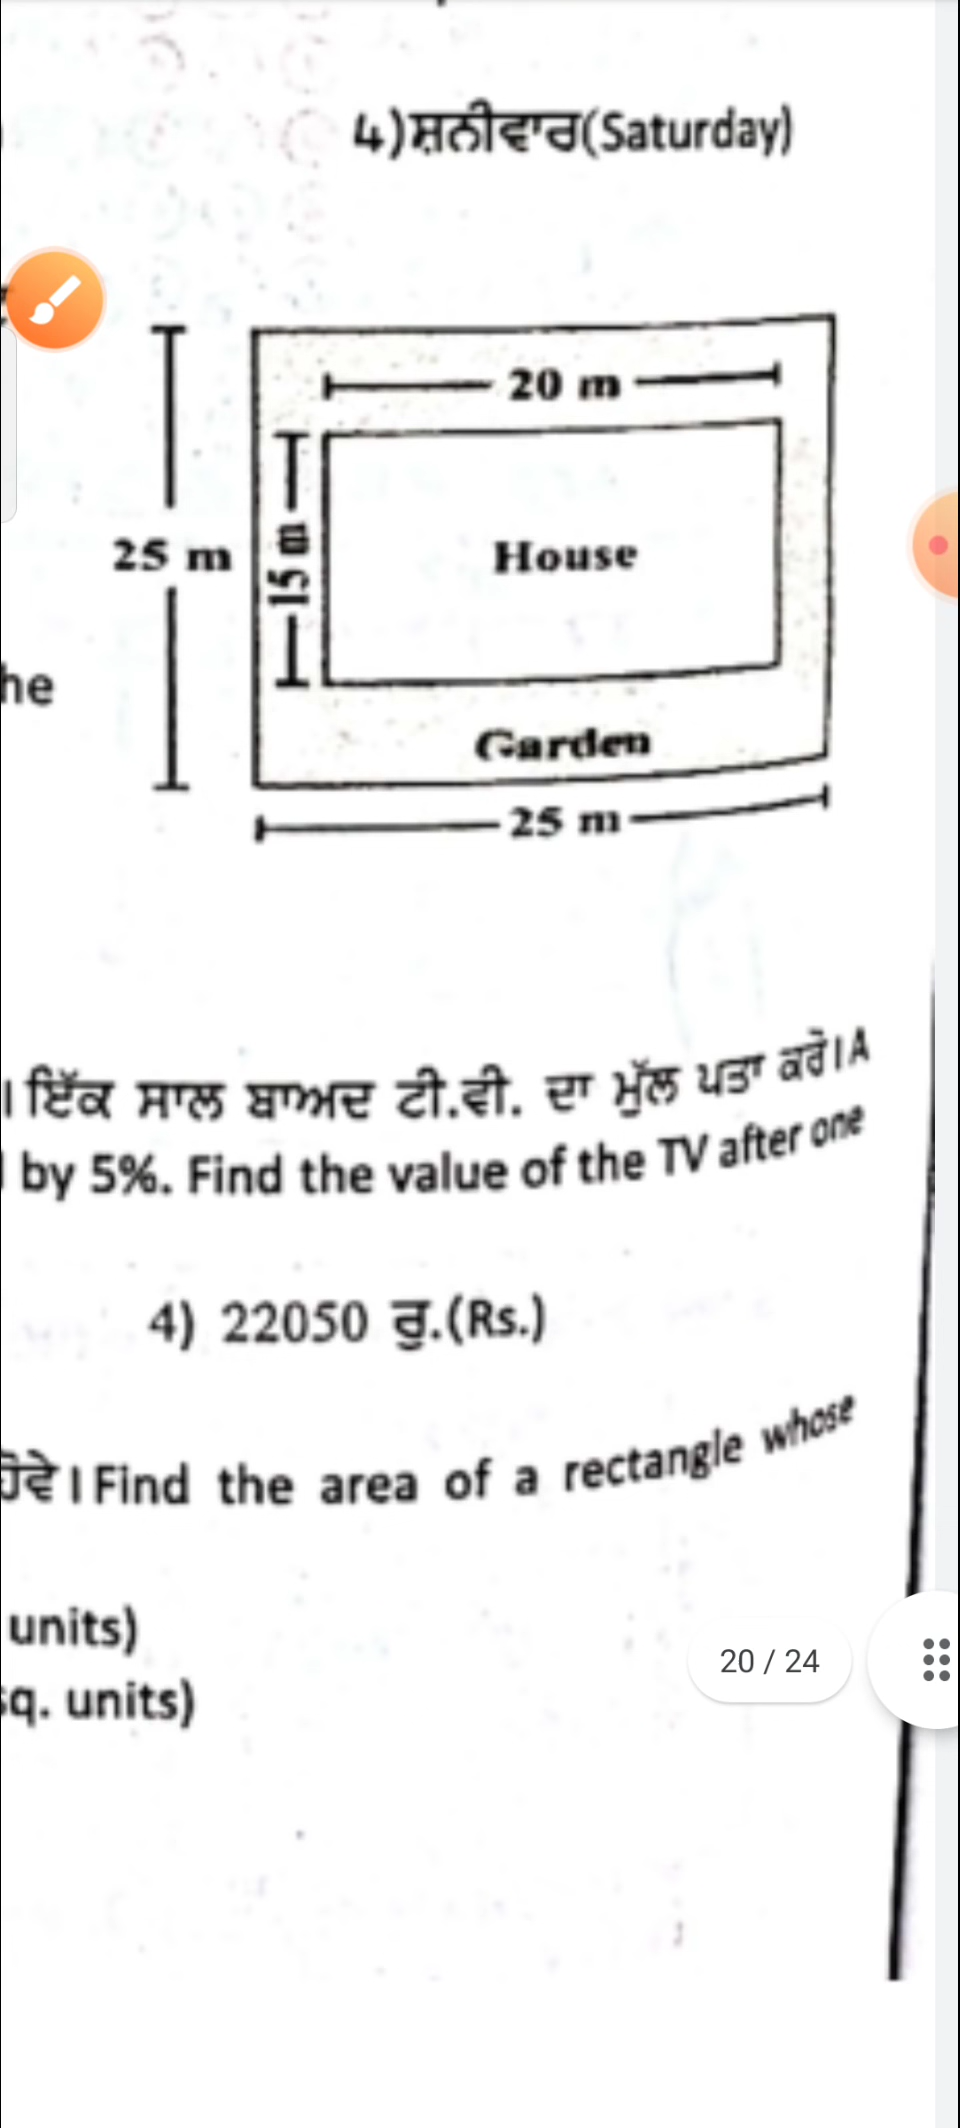 4)ਸ਼ਨੀਵਾਰ(Saturday)
20 m
25 m
15 m
House
he
Garden
25 m
। ਇੱਕ ਸਾਲ ਬਾਅਦ ਟੀ.ਵੀ. ਦਾ ਮੁੱਲ ਪਤਾ ਕਰੋ।A
by 5%. Find the value of the TV after one
4) 22050 ਰੁ.(Rs.)
ਹੋਵੇ।Find the area of a rectangle whose
units)
20 / 24
sq. units)